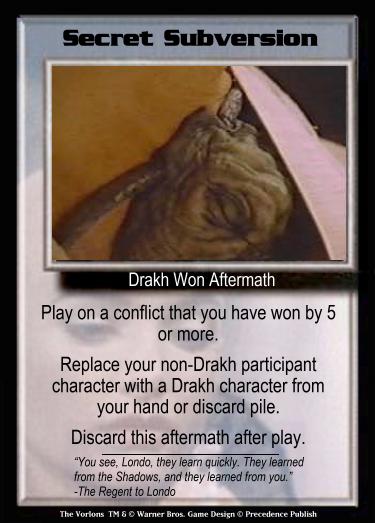 Secret Subversion
Drakh Won Aftermath
Play on a conflict that you have won by 5
or more.
Replace your non-Drakh participant
character with a Drakh character from
your hand or discard pile.
Discard this aftermath after play.
“You see, Londo, they learn quickly. They learned
from the Shadows, and they learned from you.”
-The Regent to Londo
The Vorlons TM & © Warner Bros. Game Design © Precedence Publish